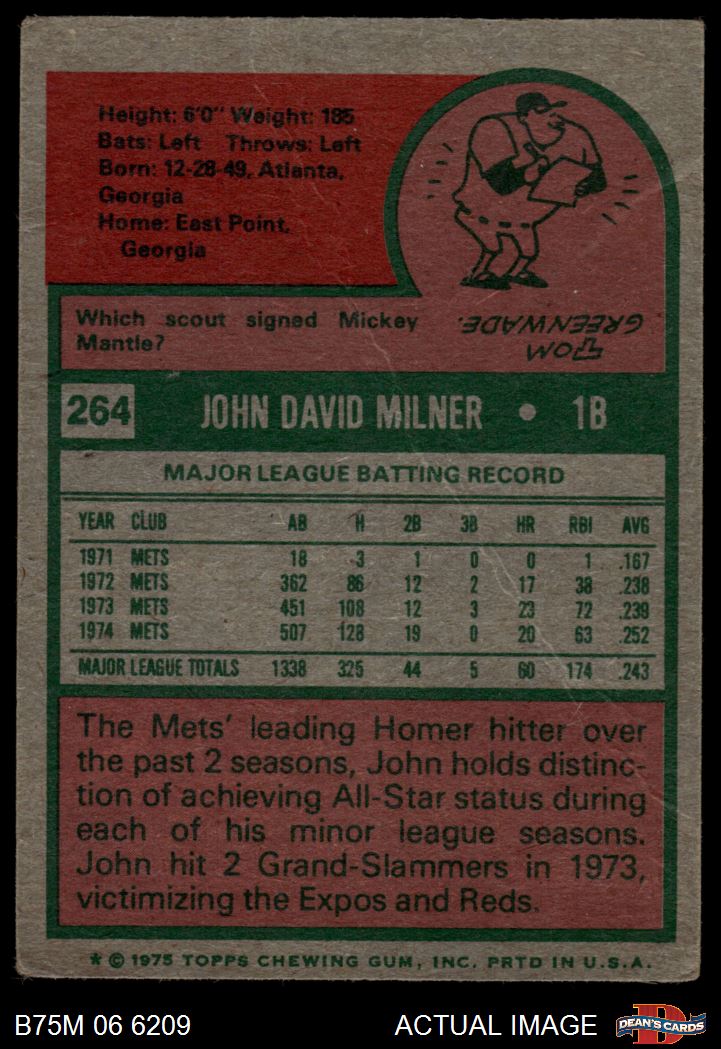 Height: 6'0" Weight: 185
Bats: Left Throws: Left
Born: 12-28-49, Atlanta,
Georgia
Home: East Point,
Georgia
Which scout signed Mickey
Mantle?
TOM
GREENWADE.
264 JOHN DAVID MILNER • 1B
MAJOR LEAGUE BATTING RECORD
YEAR CLUB AB H 2B 3B HR RBI AVG
1971 METS 18 3 1 0 0 1 .167
1972 METS 362 86 12 2 17 38 .238
1973 METS 451 108 12 3 23 72 .239
1974 METS 507 128 19 0 20 63 .252
MAJOR LEAGUE TOTALS 1338 325 44 5 60 174 .243
The Mets' leading Homer hitter over
the past 2 seasons, John holds distinc-
tion of achieving All-Star status during
each of his minor league seasons.
John hit 2 Grand-Slammers in 1973,
victimizing the Expos and Reds.
* © 1975 TOPPS CHEWING GUM, INC. PRTD IN U.S.A.
B75M 06 6209 ACTUAL IMAGE D DEAN'S CARDS